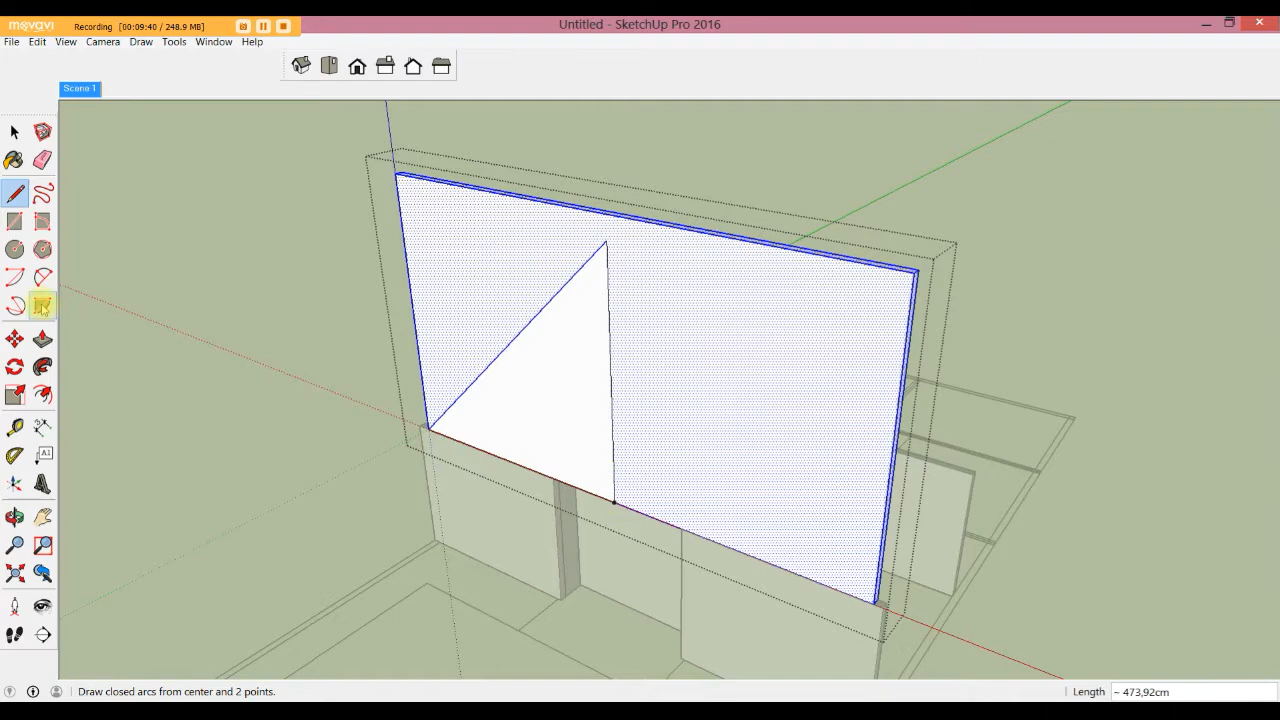 movavi
Recording [00:09:40 / 248.9 MB]
Untitled - SketchUp Pro 2016
File Edit View Camera Draw Tools Window Help
Scene 1
A1
Draw closed arcs from center and 2 points.
Length ~ 473,92cm